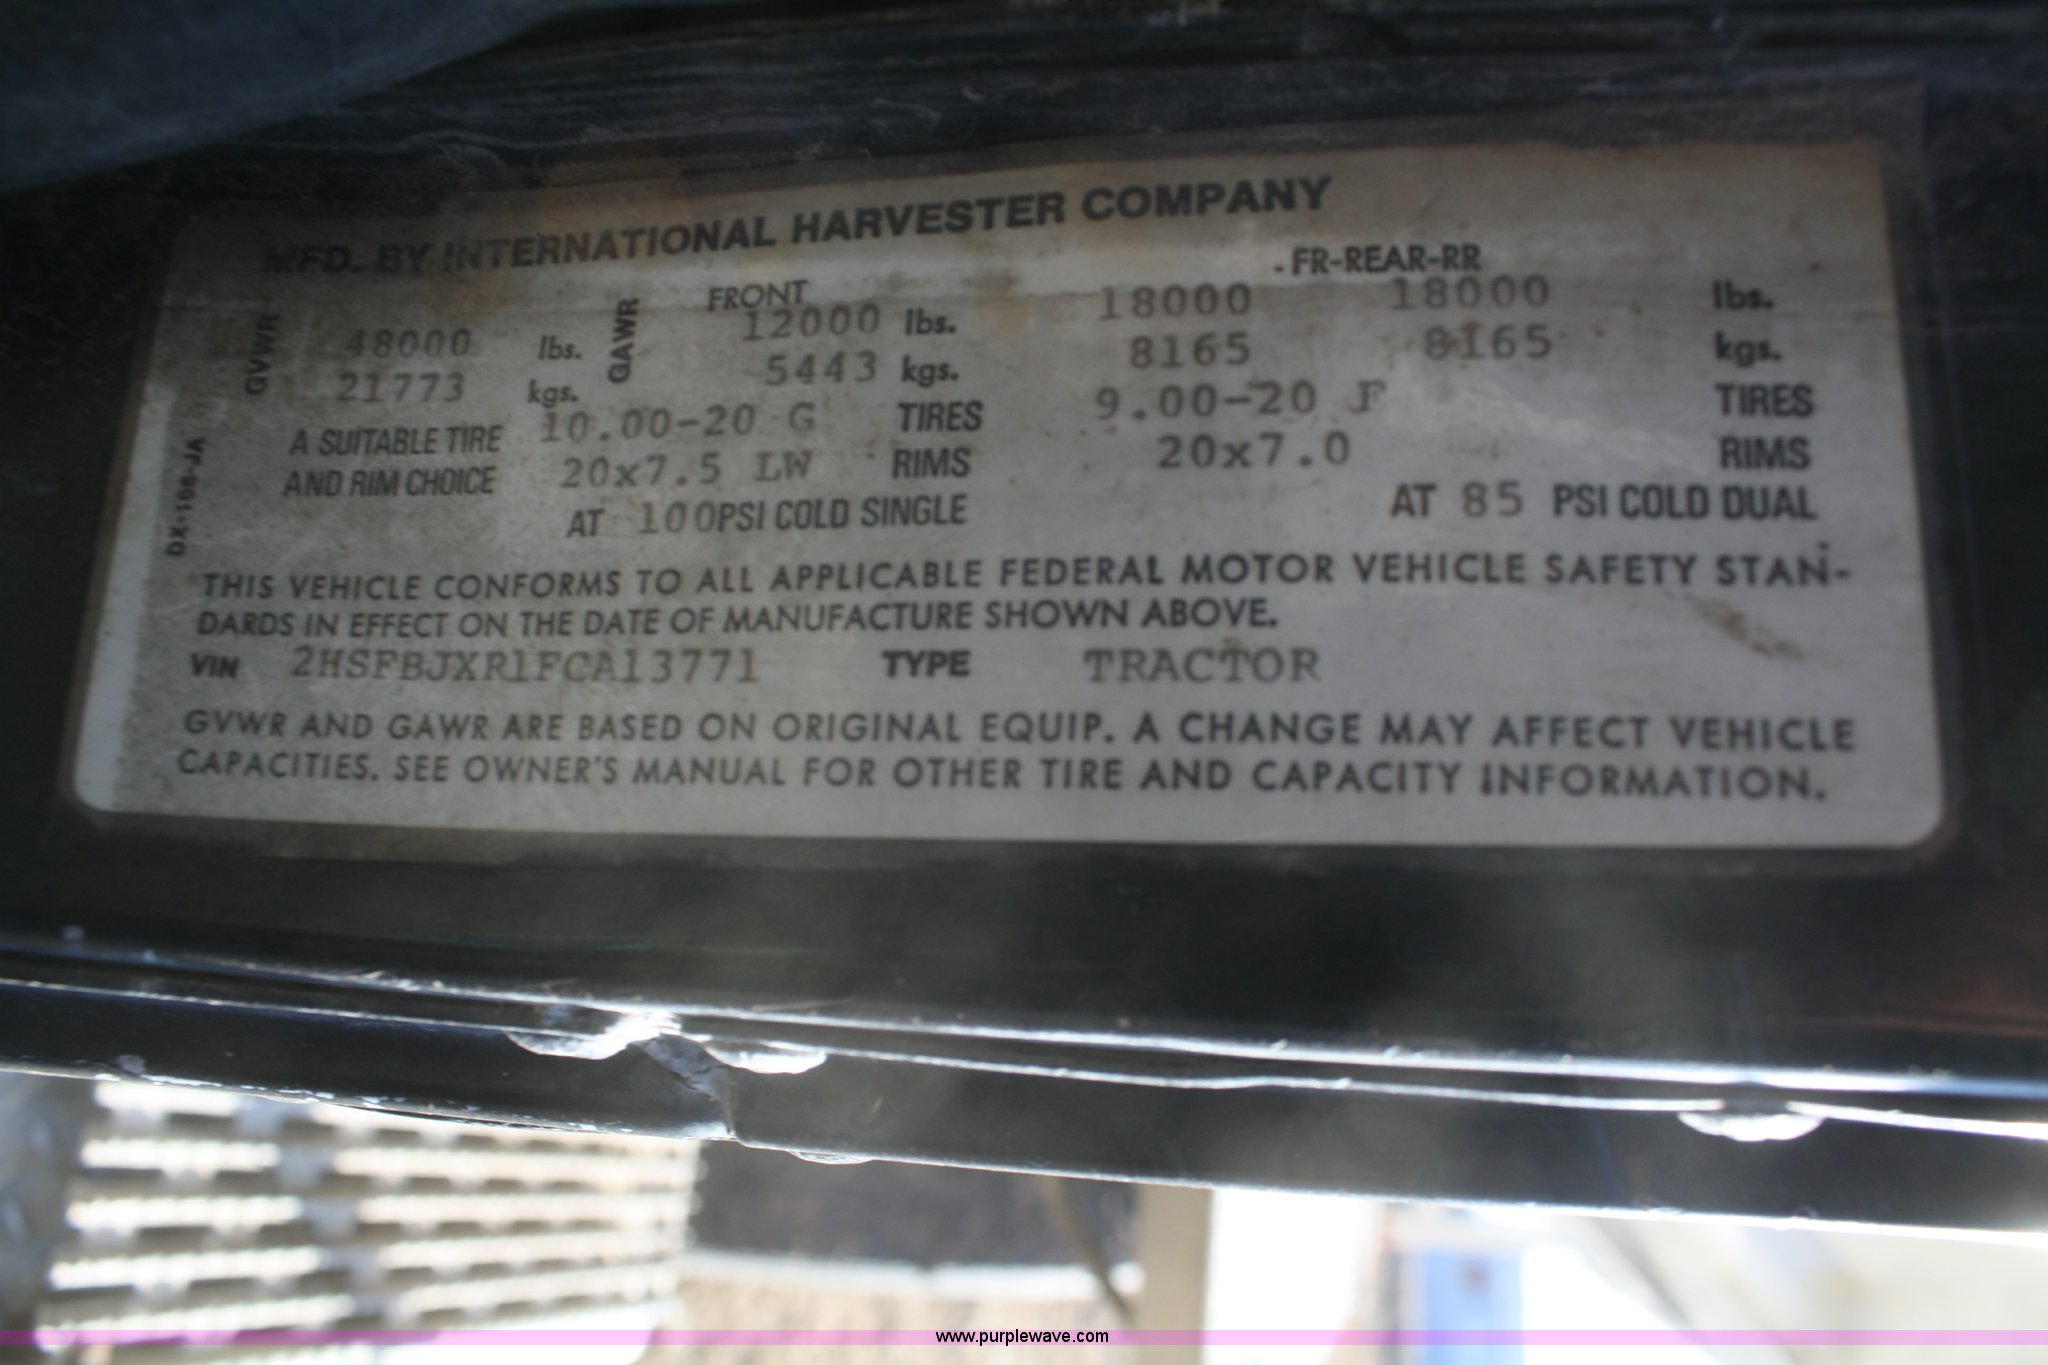 MFD. BY INTERNATIONAL HARVESTER COMPANY
FRONT . FR-REAR-RR
GVWR 48000 lbs. GAWR 12000 lbs. 18000 18000 lbs.
21773 kgs. 5443 kgs. 8165 8165 kgs.
A SUITABLE TIRE 10.00-20 G TIRES 9.00-20 F TIRES
AND RIM CHOICE 20x7.5 LW RIMS 20x7.0 RIMS
AT 100PSI COLD SINGLE AT 85 PSI COLD DUAL
DX-106-JA
THIS VEHICLE CONFORMS TO ALL APPLICABLE FEDERAL MOTOR VEHICLE SAFETY STAN-
DARDS IN EFFECT ON THE DATE OF MANUFACTURE SHOWN ABOVE.
VIN 2HSFBJXR1FCA13771 TYPE TRACTOR
GVWR AND GAWR ARE BASED ON ORIGINAL EQUIP. A CHANGE MAY AFFECT VEHICLE
CAPACITIES. SEE OWNER'S MANUAL FOR OTHER TIRE AND CAPACITY INFORMATION.
www.purplewave.com